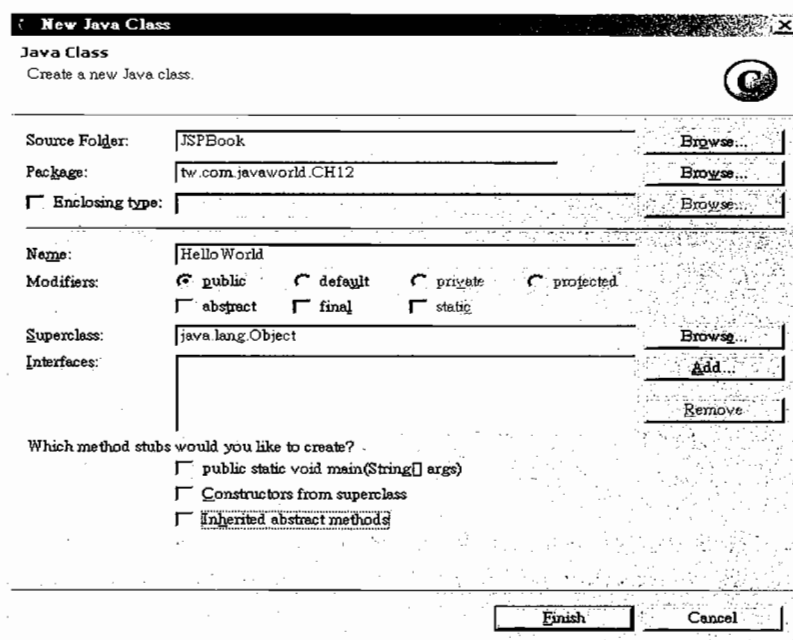 New Java Class
Java Class
Create a new Java class.
C
Source Folder: JSPBook Browse...
Package: tw.com.javaworld.CH12 Browse...
Enclosing type: Browse...
Name: HelloWorld
Modifiers: public default private protected
abstract final static
Superclass: java.lang.Object Browse...
Interfaces: Add...
Remove
Which method stubs would you like to create?
public static void main(String[] args)
Constructors from superclass
Inherited abstract methods
Finish Cancel